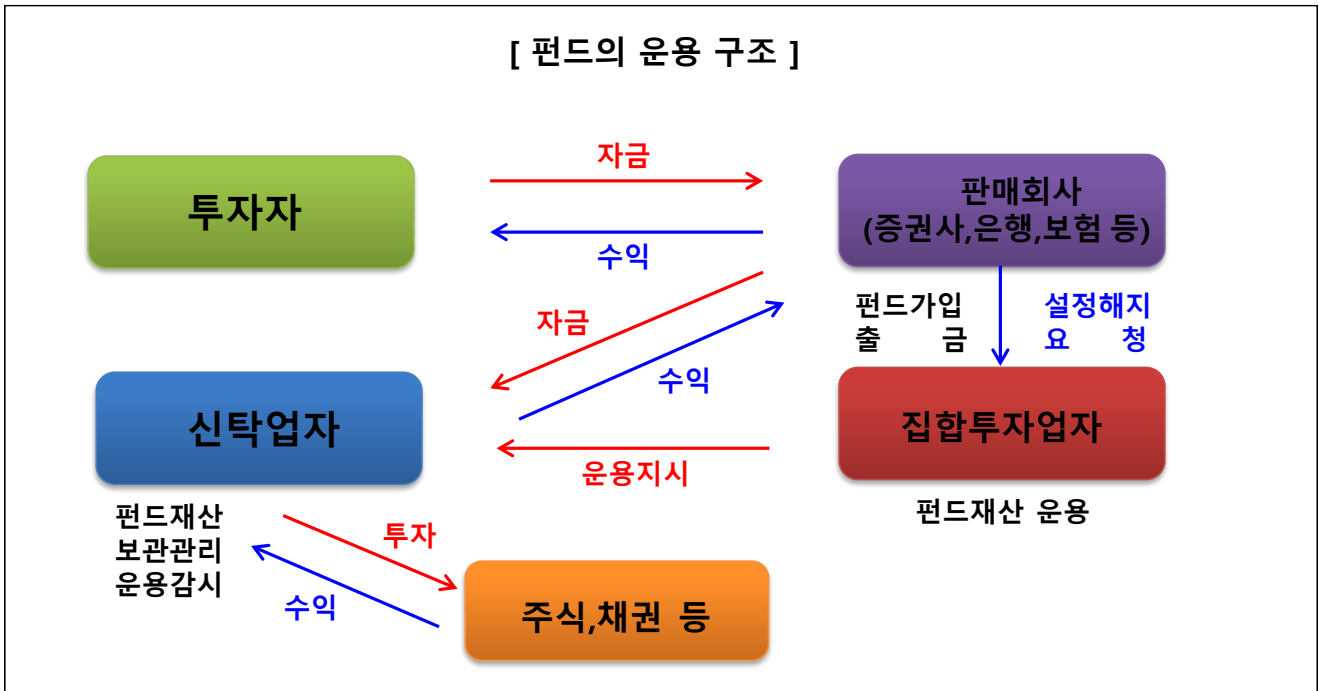 [ 펀드의 운용 구조 ]
투자자
자금
수익
판매회사
(증권사,은행,보험 등)
자금
수익
펀드가입
출 금
설정해지
요 청
신탁업자
운용지시
집합투자업자
펀드재산
보관관리
운용감시
펀드재산 운용
투자
수익
주식,채권 등